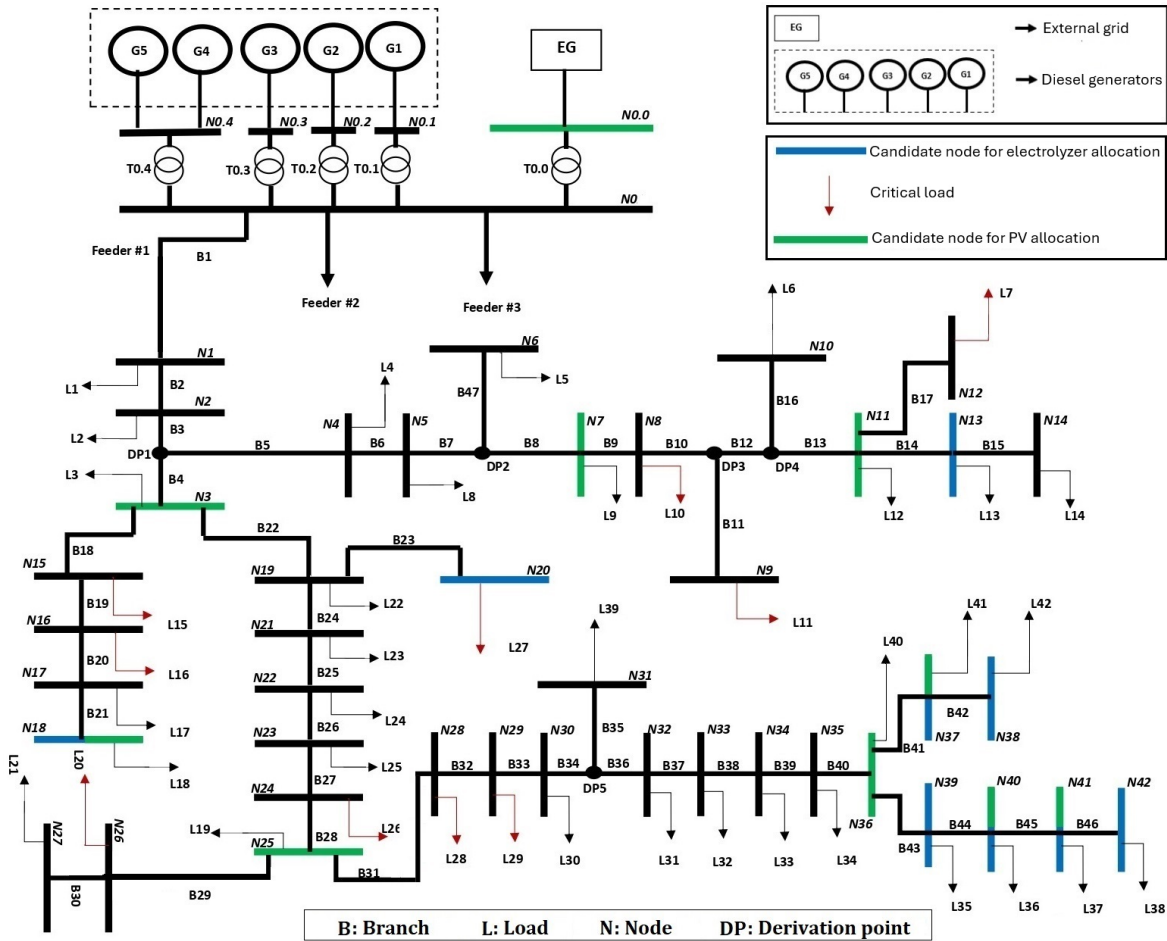 G5 G4 G3 G2 G1
EG
EG
External grid
G5 G4 G3 G2 G1
Diesel generators
N0.4 N0.3 N0.2 N0.1 N0.0
Candidate node for electrolyzer allocation
T0.4 T0.3 T0.2 T0.1 T0.0
Critical load
N0
Candidate node for PV allocation
Feeder #1
B1
Feeder #2
Feeder #3
L6
L7
N1
N6
N10
L1
B2
L4
L5
N12
N2
B47
B16
B17
L2
B3
N4
N5
N7
N8
N11
N13
N14
DP1
B5
B6
B7
B8
B9
B10
B12
B13
B14
B15
DP2
DP3
DP4
L3
B4
L8
N3
L9
L10
L12
L13
L14
B22
B11
B18
B23
N15
N19
N20
N9
B19
L15
L22
L39
L11
N16
B24
L27
L41
L42
N21
B20
L16
L23
L40
N17
B25
N22
N31
B21
L17
L24
N18
B26
B35
B42
L21
L20
L18
N23
L25
N28
N29
N30
N32
N33
N34
N35
B41
N37
N38
B27
B32
B33
B34
B36
B37
B38
B39
B40
N24
DP5
N39
N40
N41
N42
N27
N26
L19
B28
L26
N36
N25
L28
L29
L30
L31
L32
L33
L34
B43
B44
B45
B46
B30
B29
B31
L35
L36
L37
L38
B: Branch L: Load N: Node DP: Derivation point